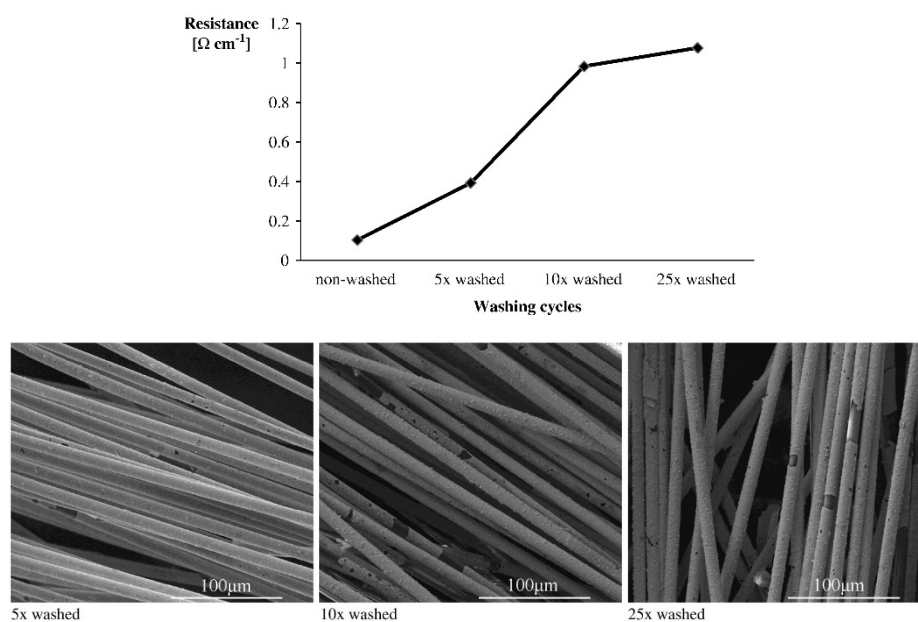 Resistance
[Ω cm⁻¹]
1.2
1
0.8
0.6
0.4
0.2
0
non-washed 5x washed 10x washed 25x washed
Washing cycles
100μm 100μm 100μm
5x washed 10x washed 25x washed